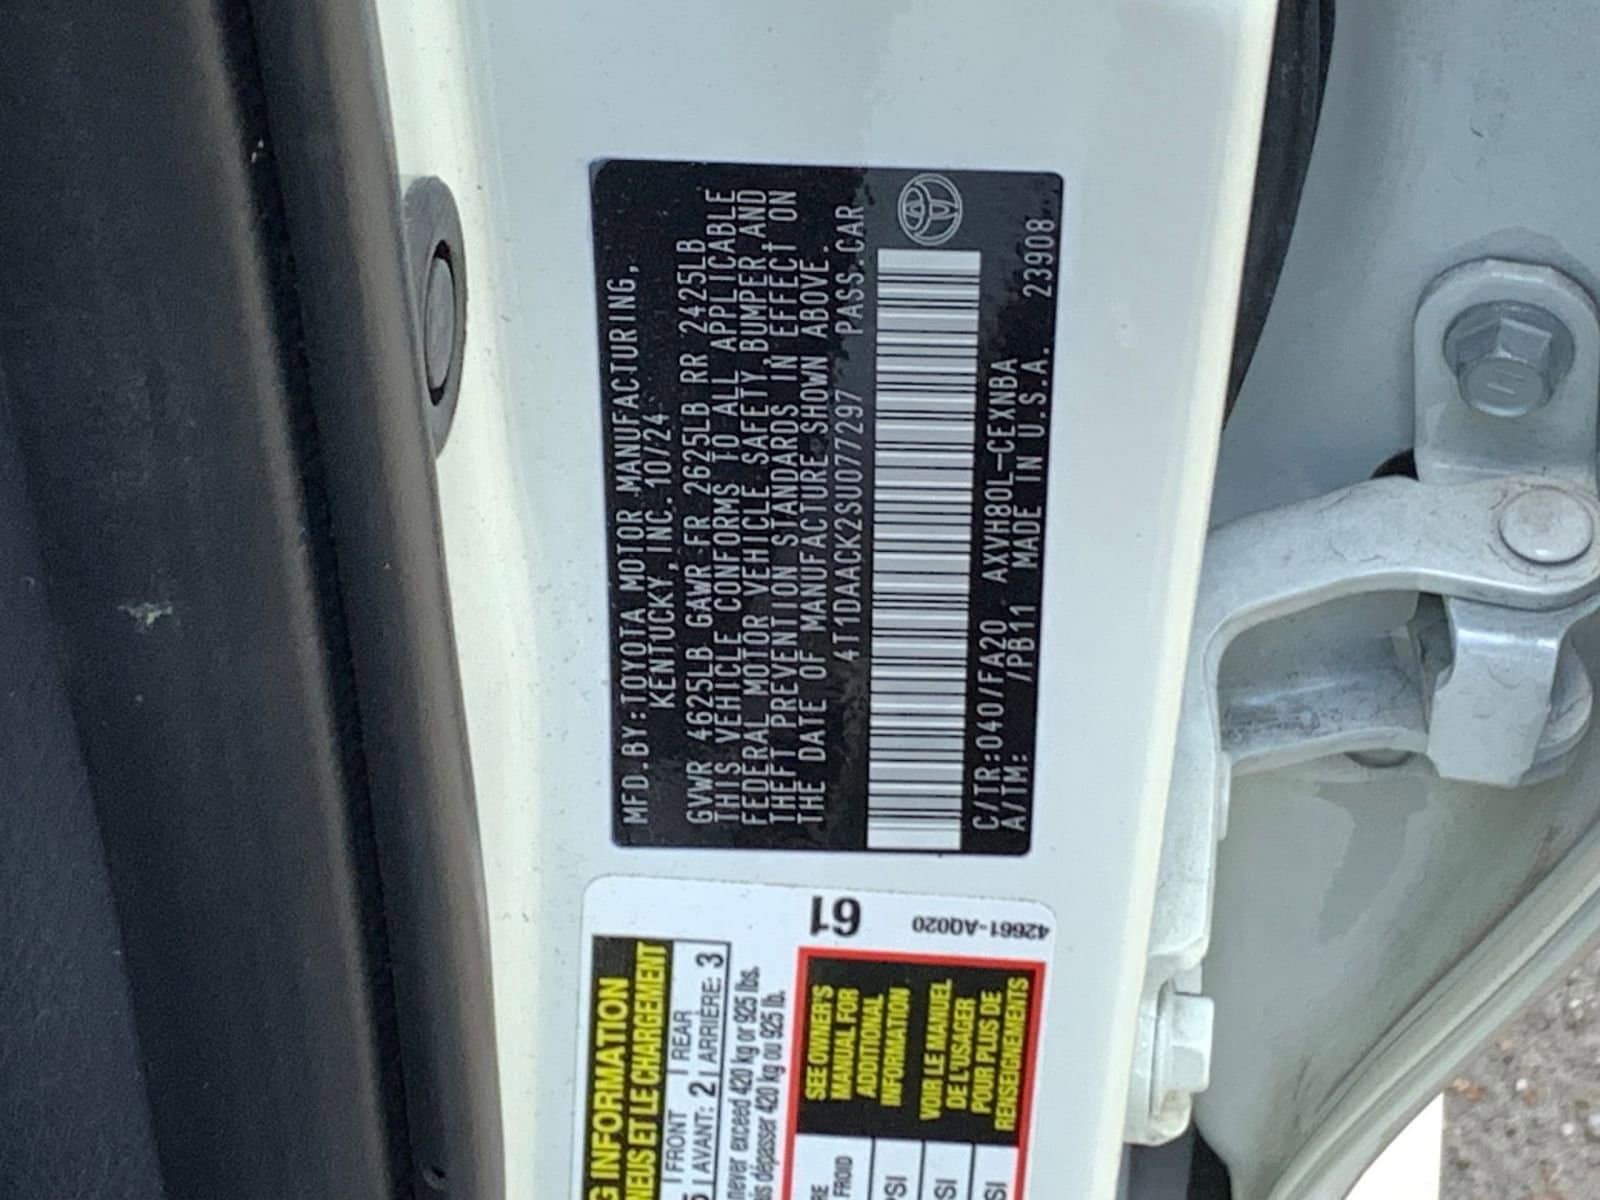 MFD.BY:TOYOTA MOTOR MANUFACTURING,
KENTUCKY, INC. 10/24
GVWR 4625LB GAWR FR 2625LB RR 2425LB
THIS VEHICLE CONFORMS TO ALL APPLICABLE
FEDERAL MOTOR VEHICLE SAFETY, BUMPER, AND
THEFT PREVENTION STANDARDS IN EFFECT ON
THE DATE OF MANUFACTURE SHOWN ABOVE.
4T1DAACK2SU077297 PASS.CAR
C/TR:040/FA20 AXVH80L-CEXNBA
A/TM: /PB11 MADE IN U.S.A. 23908
INFORMATION
ET LE CHARGEMENT
FRONT REAR
AVANT: 2 ARRIÈRE: 3
never exceed 420 kg or 925 lbs.
dépasser 420 kg ou 925 lb.
61
42661-AQ020
SEE OWNER'S
MANUAL FOR
ADDITIONAL
INFORMATION
VOIR LE MANUEL
DE L'USAGER
POUR PLUS DE
RENSEIGNEMENTS
FROID